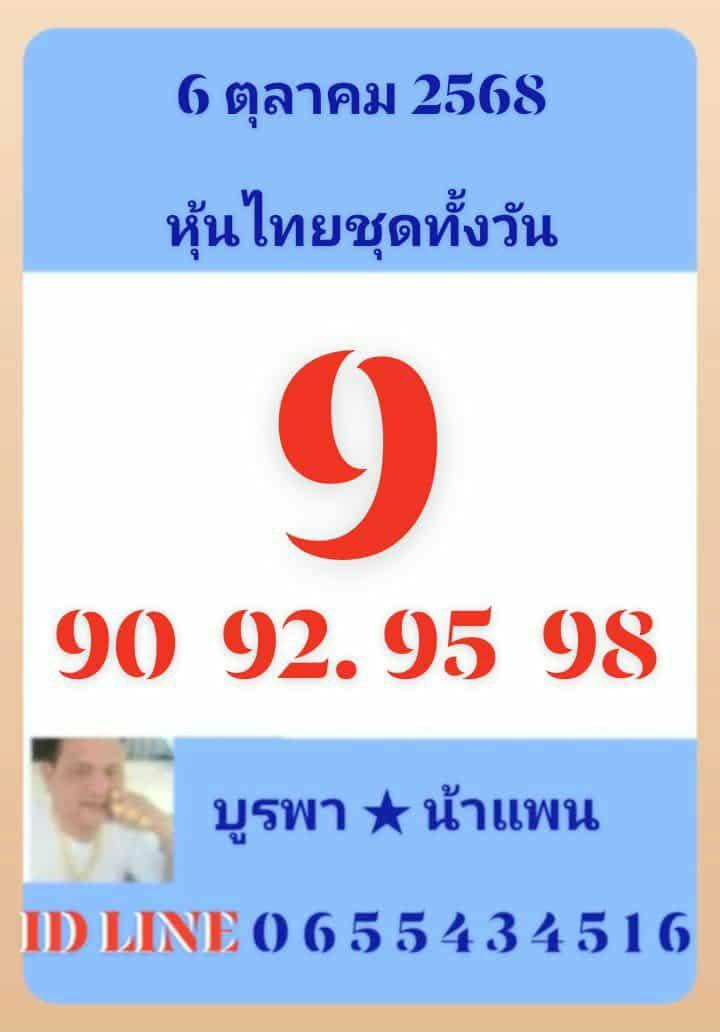 6 ตุลาคม 2568
หุ้นไทยชุดทั้งวัน
9
90 92. 95 98
บูรพา ★ น้าแพน
ID LINE 0655434516